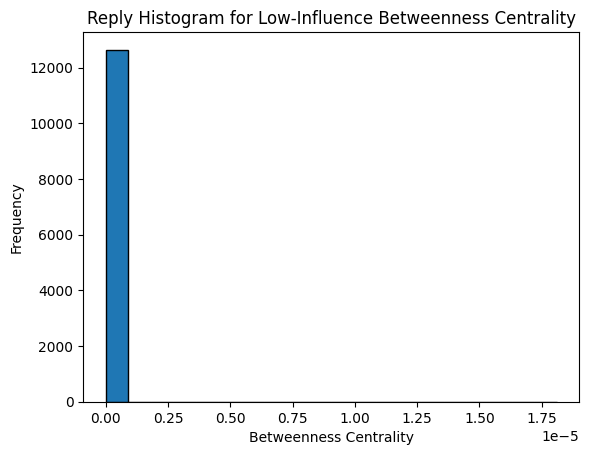 Reply Histogram for Low-Influence Betweenness Centrality
12000
10000
8000
6000
4000
2000
0
Frequency
0.00 0.25 0.50 0.75 1.00 1.25 1.50 1.75
1e−5
Betweenness Centrality